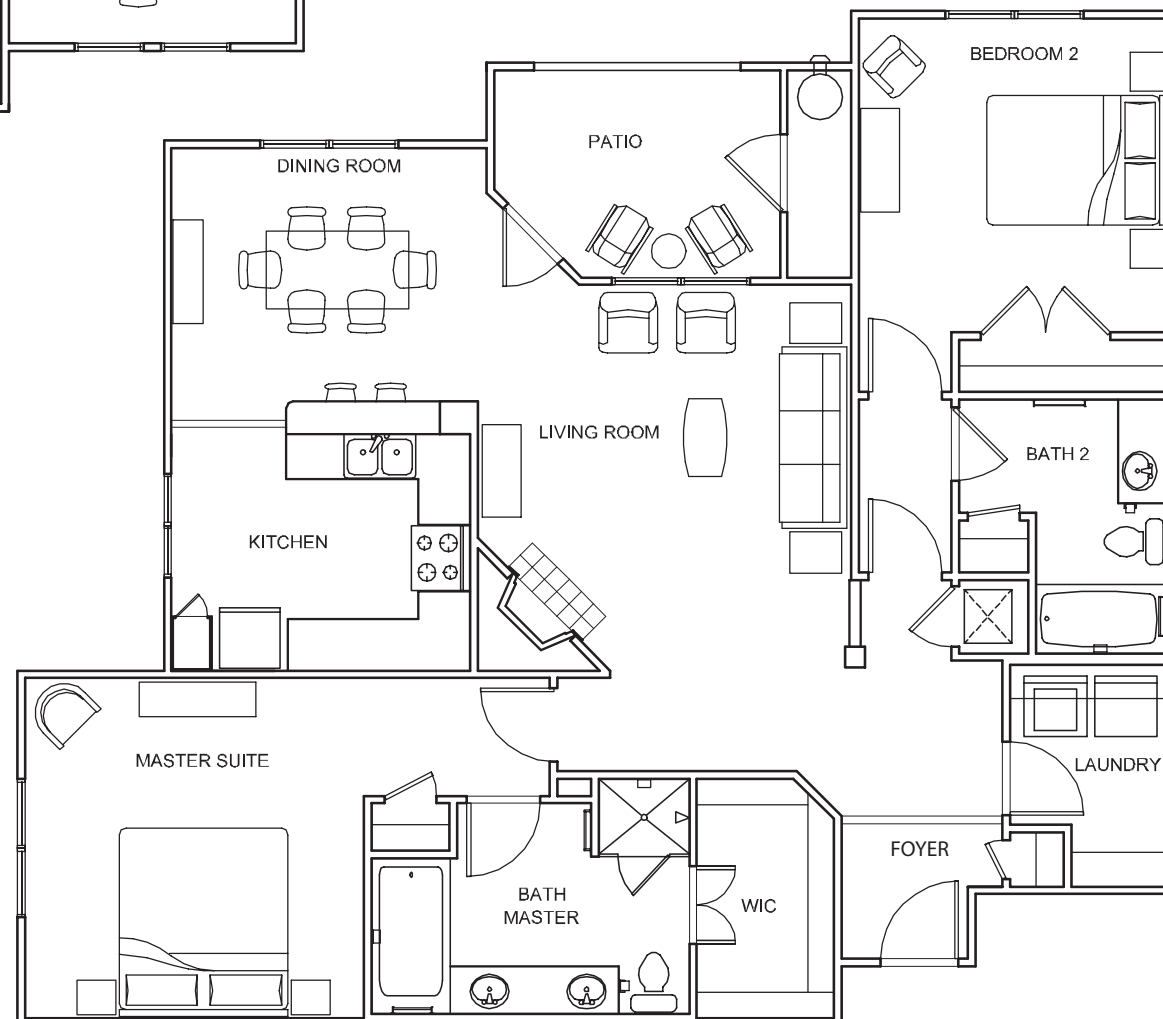 BEDROOM 2
PATIO
DINING ROOM
LIVING ROOM
BATH 2
KITCHEN
MASTER SUITE
LAUNDRY
FOYER
BATH
MASTER
WIC